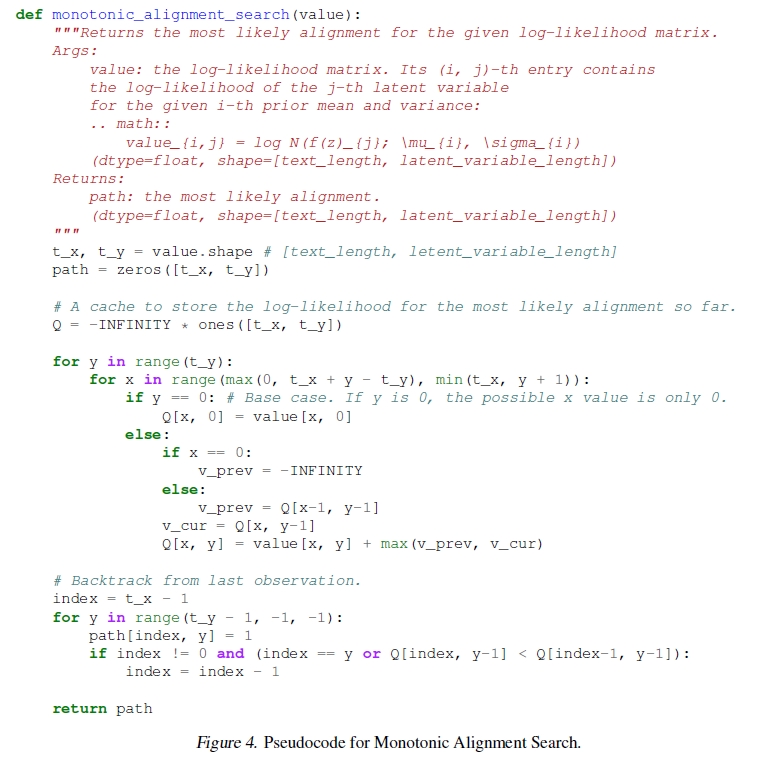 def monotonic_alignment_search(value):
    """Returns the most likely alignment for the given log-likelihood matrix.
    Args:
        value: the log-likelihood matrix. Its (i, j)-th entry contains
        the log-likelihood of the j-th latent variable
        for the given i-th prior mean and variance:
        .. math::
            value_{i,j} = log N(f(z)_{j}; \mu_{i}, \sigma_{i})
        (dtype=float, shape=[text_length, latent_variable_length])
    Returns:
        path: the most likely alignment.
        (dtype=float, shape=[text_length, latent_variable_length])
    """
    t_x, t_y = value.shape # [text_length, letent_variable_length]
    path = zeros([t_x, t_y])

    # A cache to store the log-likelihood for the most likely alignment so far.
    Q = -INFINITY * ones([t_x, t_y])

    for y in range(t_y):
        for x in range(max(0, t_x + y - t_y), min(t_x, y + 1)):
            if y == 0: # Base case. If y is 0, the possible x value is only 0.
                Q[x, 0] = value[x, 0]
            else:
                if x == 0:
                    v_prev = -INFINITY
                else:
                    v_prev = Q[x-1, y-1]
                v_cur = Q[x, y-1]
                Q[x, y] = value[x, y] + max(v_prev, v_cur)

    # Backtrack from last observation.
    index = t_x - 1
    for y in range(t_y - 1, -1, -1):
        path[index, y] = 1
        if index != 0 and (index == y or Q[index, y-1] < Q[index-1, y-1]):
            index = index - 1

    return path

Figure 4. Pseudocode for Monotonic Alignment Search.